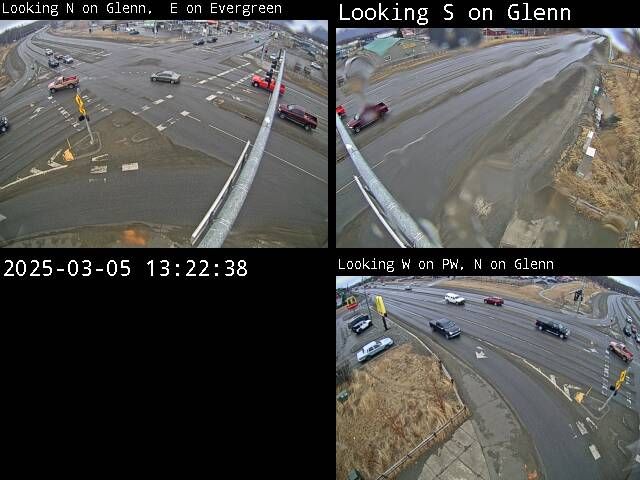 Looking N on Glenn,  E on Evergreen
Looking S on Glenn
2025-03-05 13:22:38
Looking W on PW, N on Glenn